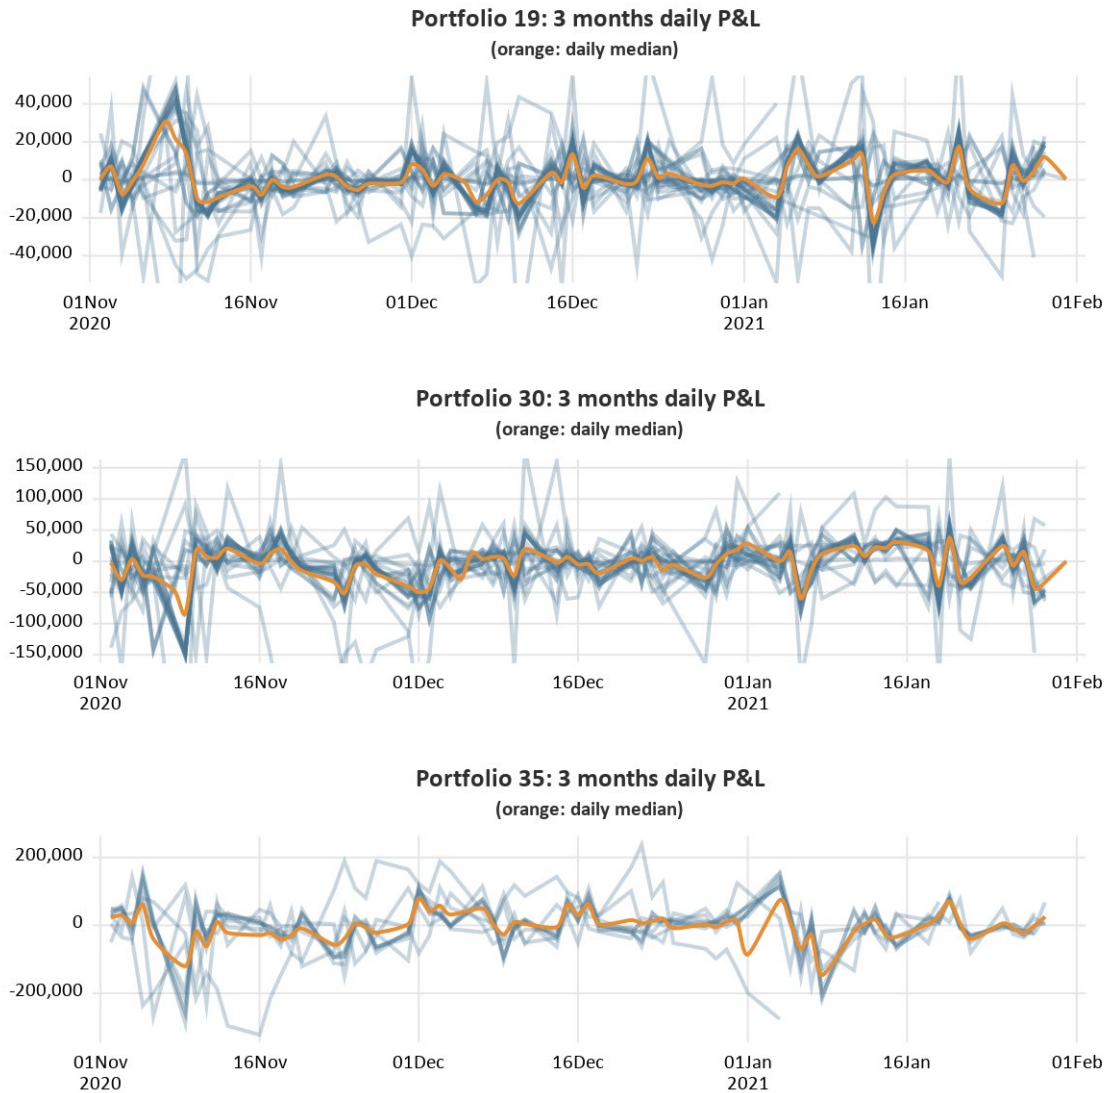 Portfolio 19: 3 months daily P&L
(orange: daily median)
40,000
20,000
0
-20,000
-40,000
01Nov 16Nov 01Dec 16Dec 01Jan 16Jan 01Feb
2020 2021
Portfolio 30: 3 months daily P&L
(orange: daily median)
150,000
100,000
50,000
0
-50,000
-100,000
-150,000
01Nov 16Nov 01Dec 16Dec 01Jan 16Jan 01Feb
2020 2021
Portfolio 35: 3 months daily P&L
(orange: daily median)
200,000
0
-200,000
01Nov 16Nov 01Dec 16Dec 01Jan 16Jan 01Feb
2020 2021